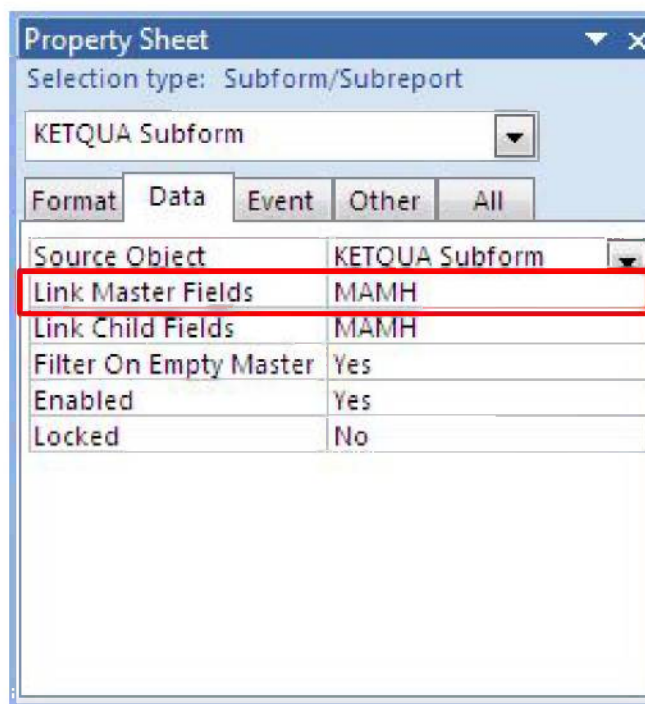 Property Sheet
Selection type: Subform/Subreport
KETQUA Subform
Format Data Event Other All
Source Object KETQUA Subform
Link Master Fields MAMH
Link Child Fields MAMH
Filter On Empty Master Yes
Enabled Yes
Locked No